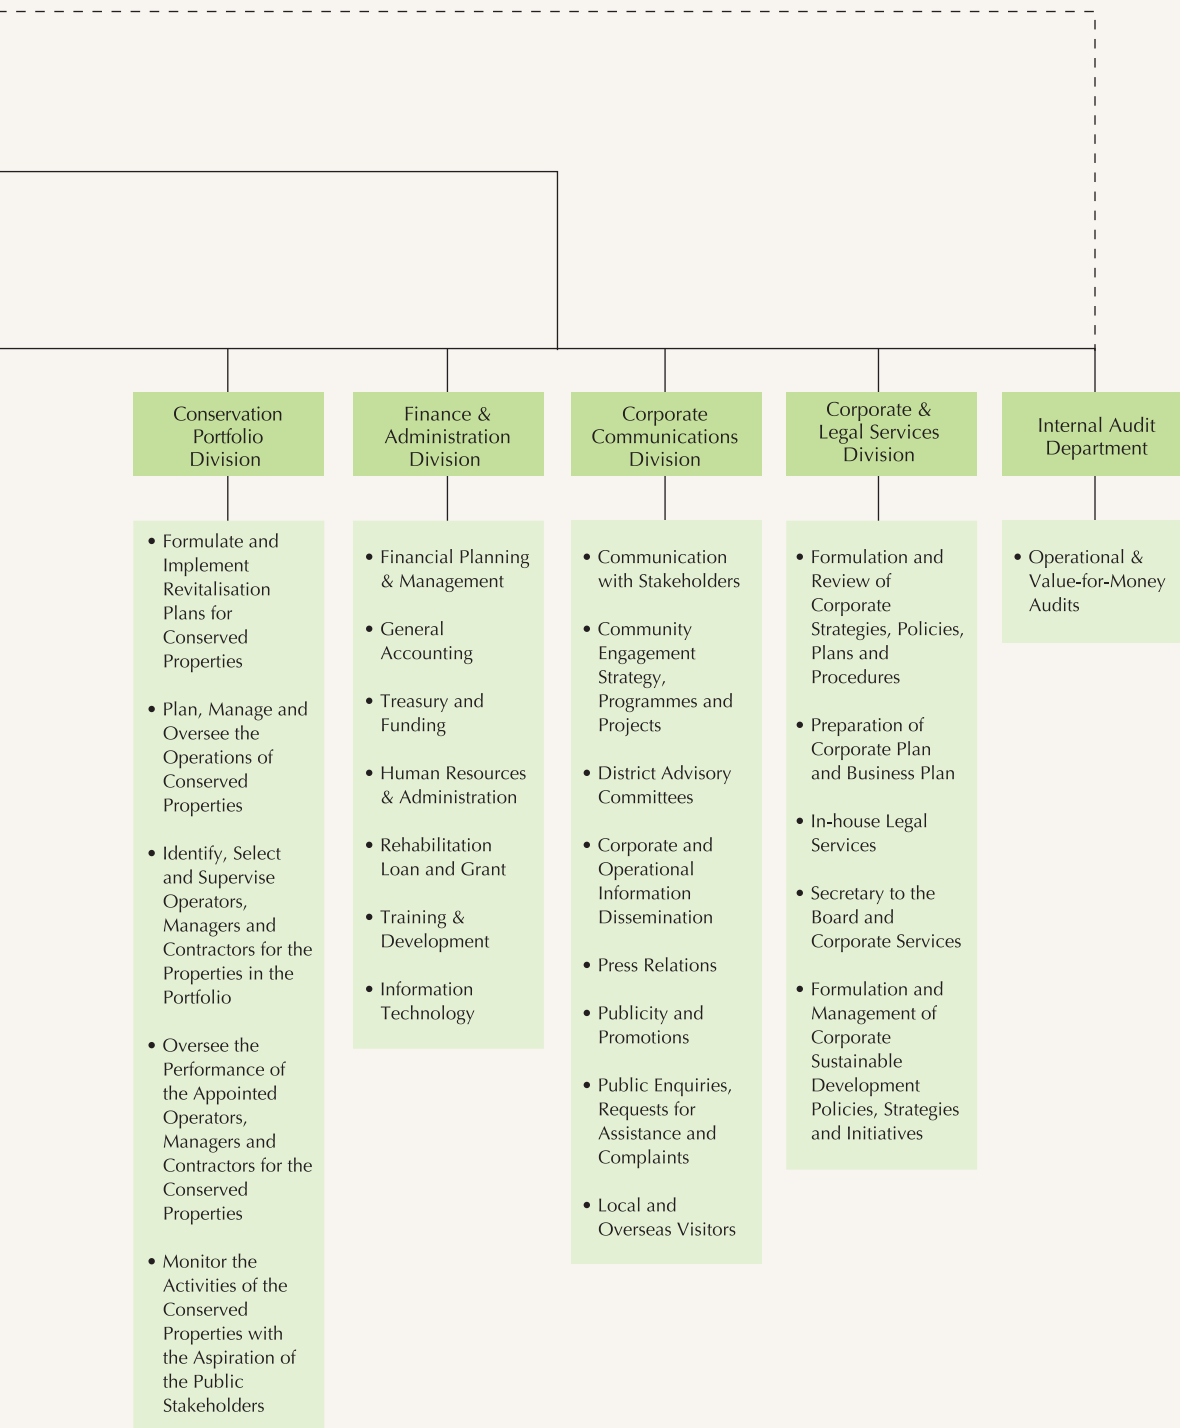 Conservation
Portfolio
Division
• Formulate and
Implement
Revitalisation
Plans for
Conserved
Properties
• Plan, Manage and
Oversee the
Operations of
Conserved
Properties
• Identify, Select
and Supervise
Operators,
Managers and
Contractors for the
Properties in the
Portfolio
• Oversee the
Performance of
the Appointed
Operators,
Managers and
Contractors for the
Conserved
Properties
• Monitor the
Activities of the
Conserved
Properties with
the Aspiration of
the Public
Stakeholders
Finance &
Administration
Division
• Financial Planning
& Management
• General
Accounting
• Treasury and
Funding
• Human Resources
& Administration
• Rehabilitation
Loan and Grant
• Training &
Development
• Information
Technology
Corporate
Communications
Division
• Communication
with Stakeholders
• Community
Engagement
Strategy,
Programmes and
Projects
• District Advisory
Committees
• Corporate and
Operational
Information
Dissemination
• Press Relations
• Publicity and
Promotions
• Public Enquiries,
Requests for
Assistance and
Complaints
• Local and
Overseas Visitors
Corporate &
Legal Services
Division
• Formulation and
Review of
Corporate
Strategies, Policies,
Plans and
Procedures
• Preparation of
Corporate Plan
and Business Plan
• In-house Legal
Services
• Secretary to the
Board and
Corporate Services
• Formulation and
Management of
Corporate
Sustainable
Development
Policies, Strategies
and Initiatives
Internal Audit
Department
• Operational &
Value-for-Money
Audits